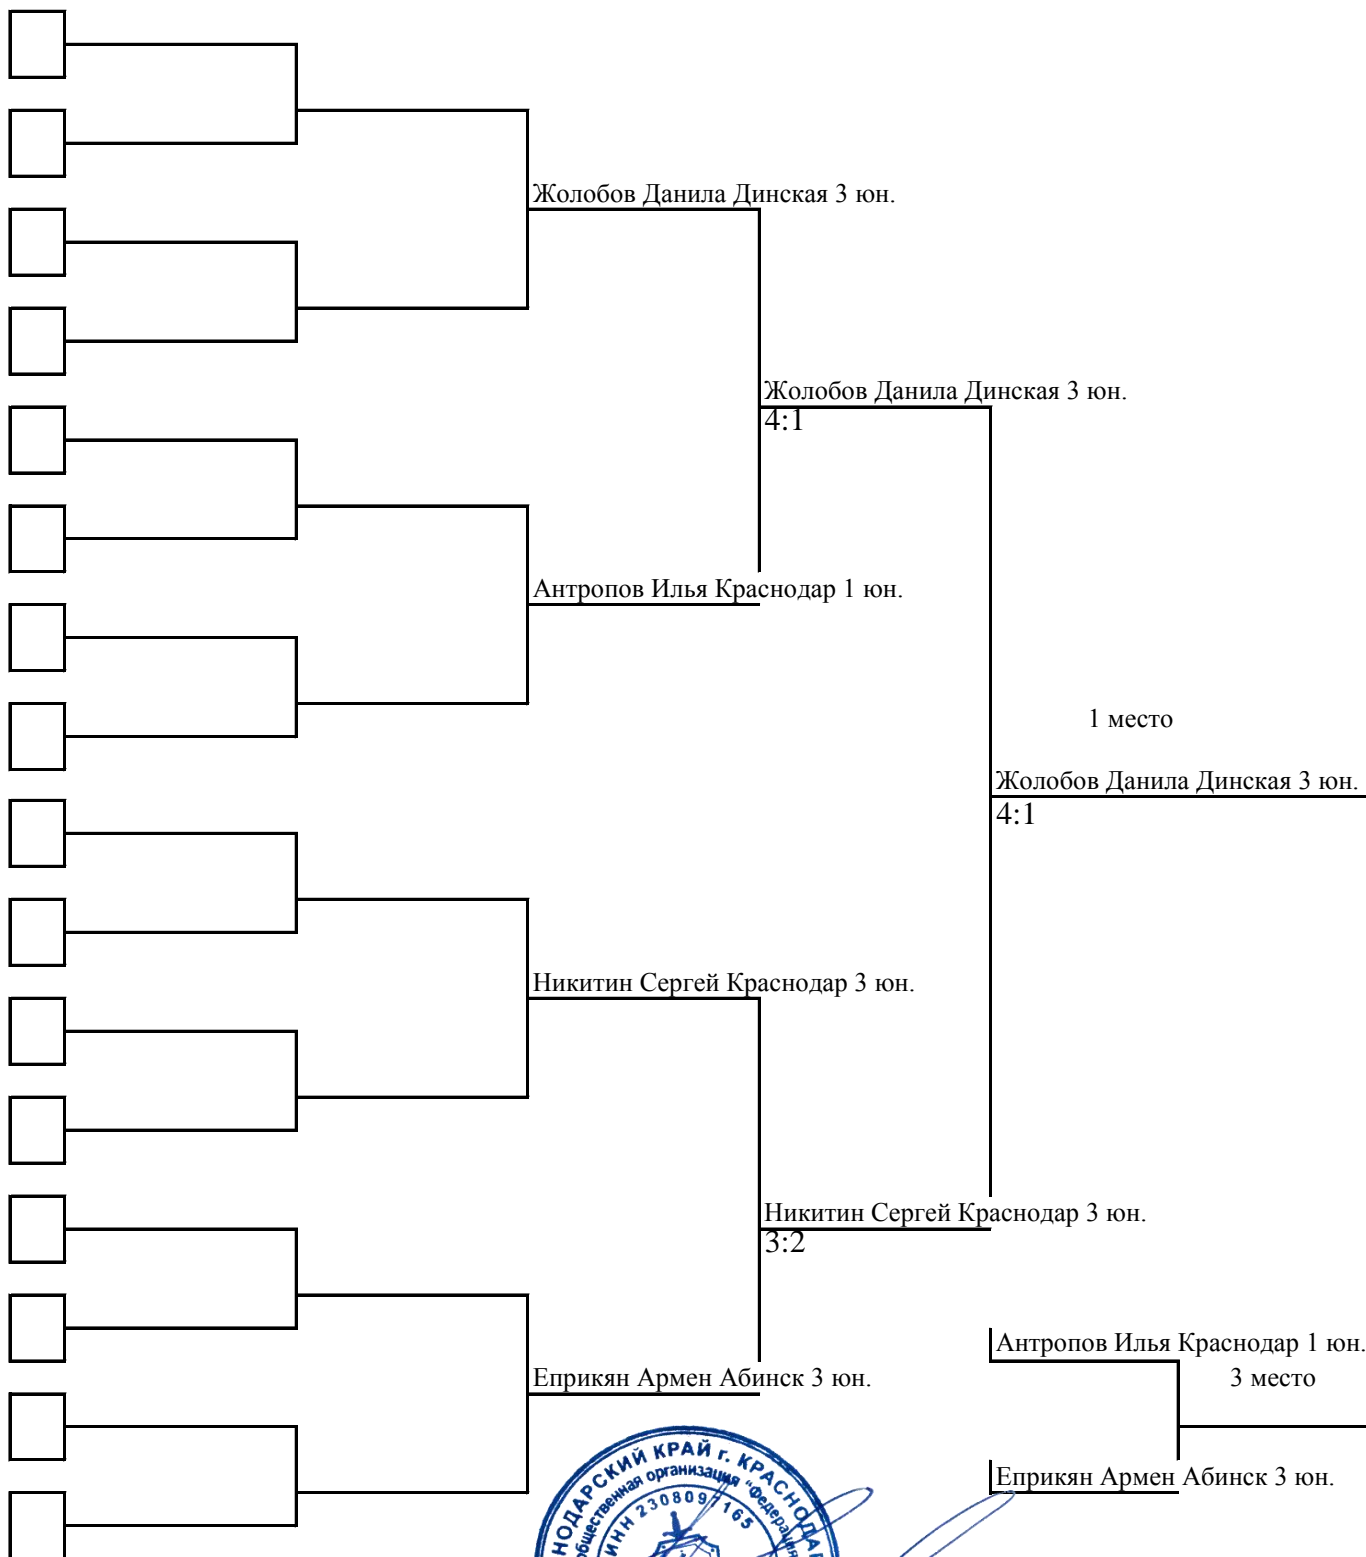 Жолобов Данила Динская 3 юн.
Жолобов Данила Динская 3 юн.
4:1
Антропов Илья Краснодар 1 юн.
1 место
Жолобов Данила Динская 3 юн.
4:1
Никитин Сергей Краснодар 3 юн.
Никитин Сергей Краснодар 3 юн.
3:2
Антропов Илья Краснодар 1 юн.
Еприкян Армен Абинск 3 юн.
3 место
Еприкян Армен Абинск 3 юн.
КРАЙ г.
общественная организация "Федерация
ИНН 2308097165